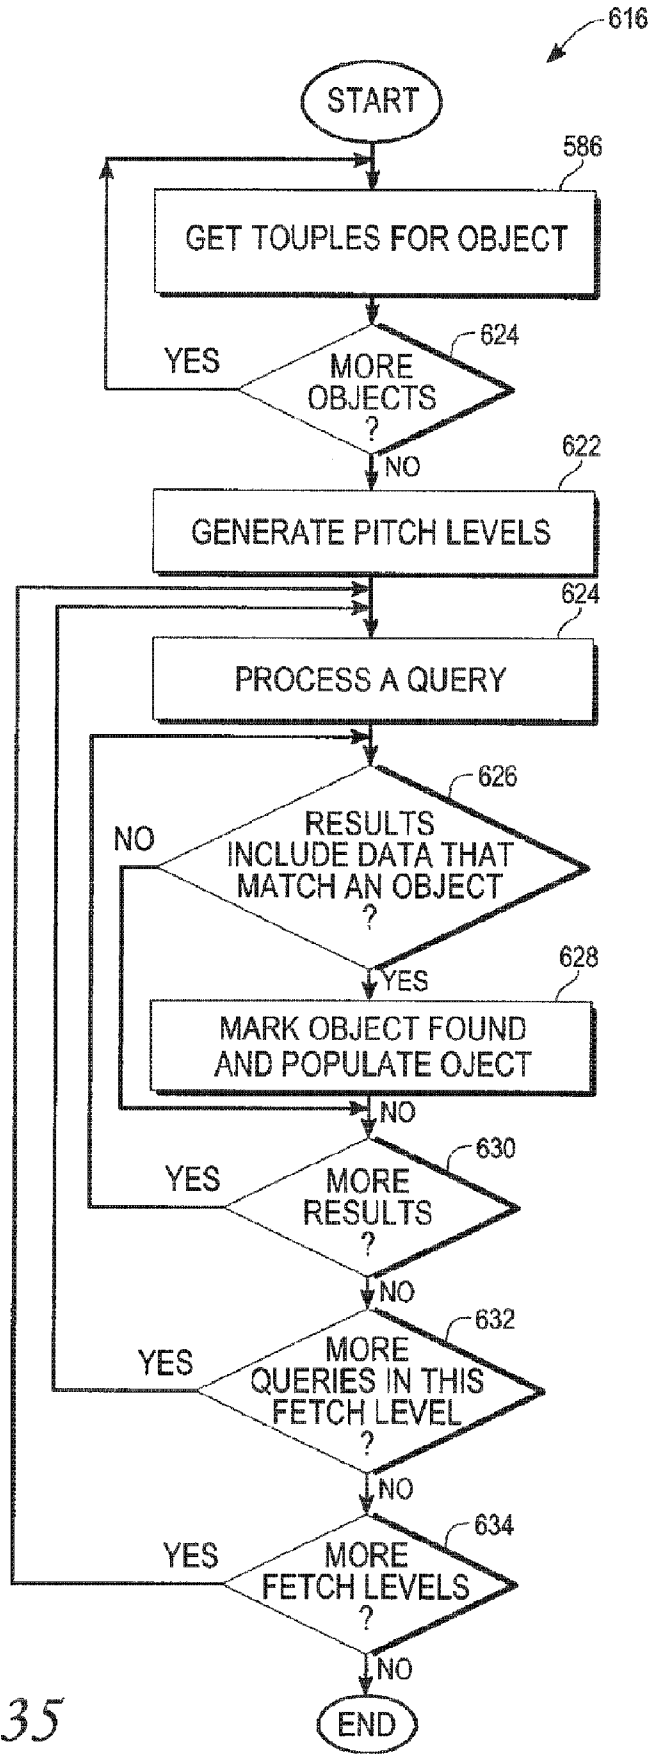 616
START
586
GET TOUPLES FOR OBJECT
624
YES
MORE
OBJECTS
?
NO
622
GENERATE PITCH LEVELS
624
PROCESS A QUERY
626
NO
RESULTS
INCLUDE DATA THAT
MATCH AN OBJECT
?
YES
628
MARK OBJECT FOUND
AND POPULATE OJECT
NO
630
YES
MORE
RESULTS
?
NO
632
YES
MORE
QUERIES IN THIS
FETCH LEVEL
?
NO
634
YES
MORE
FETCH LEVELS
?
NO
35
END